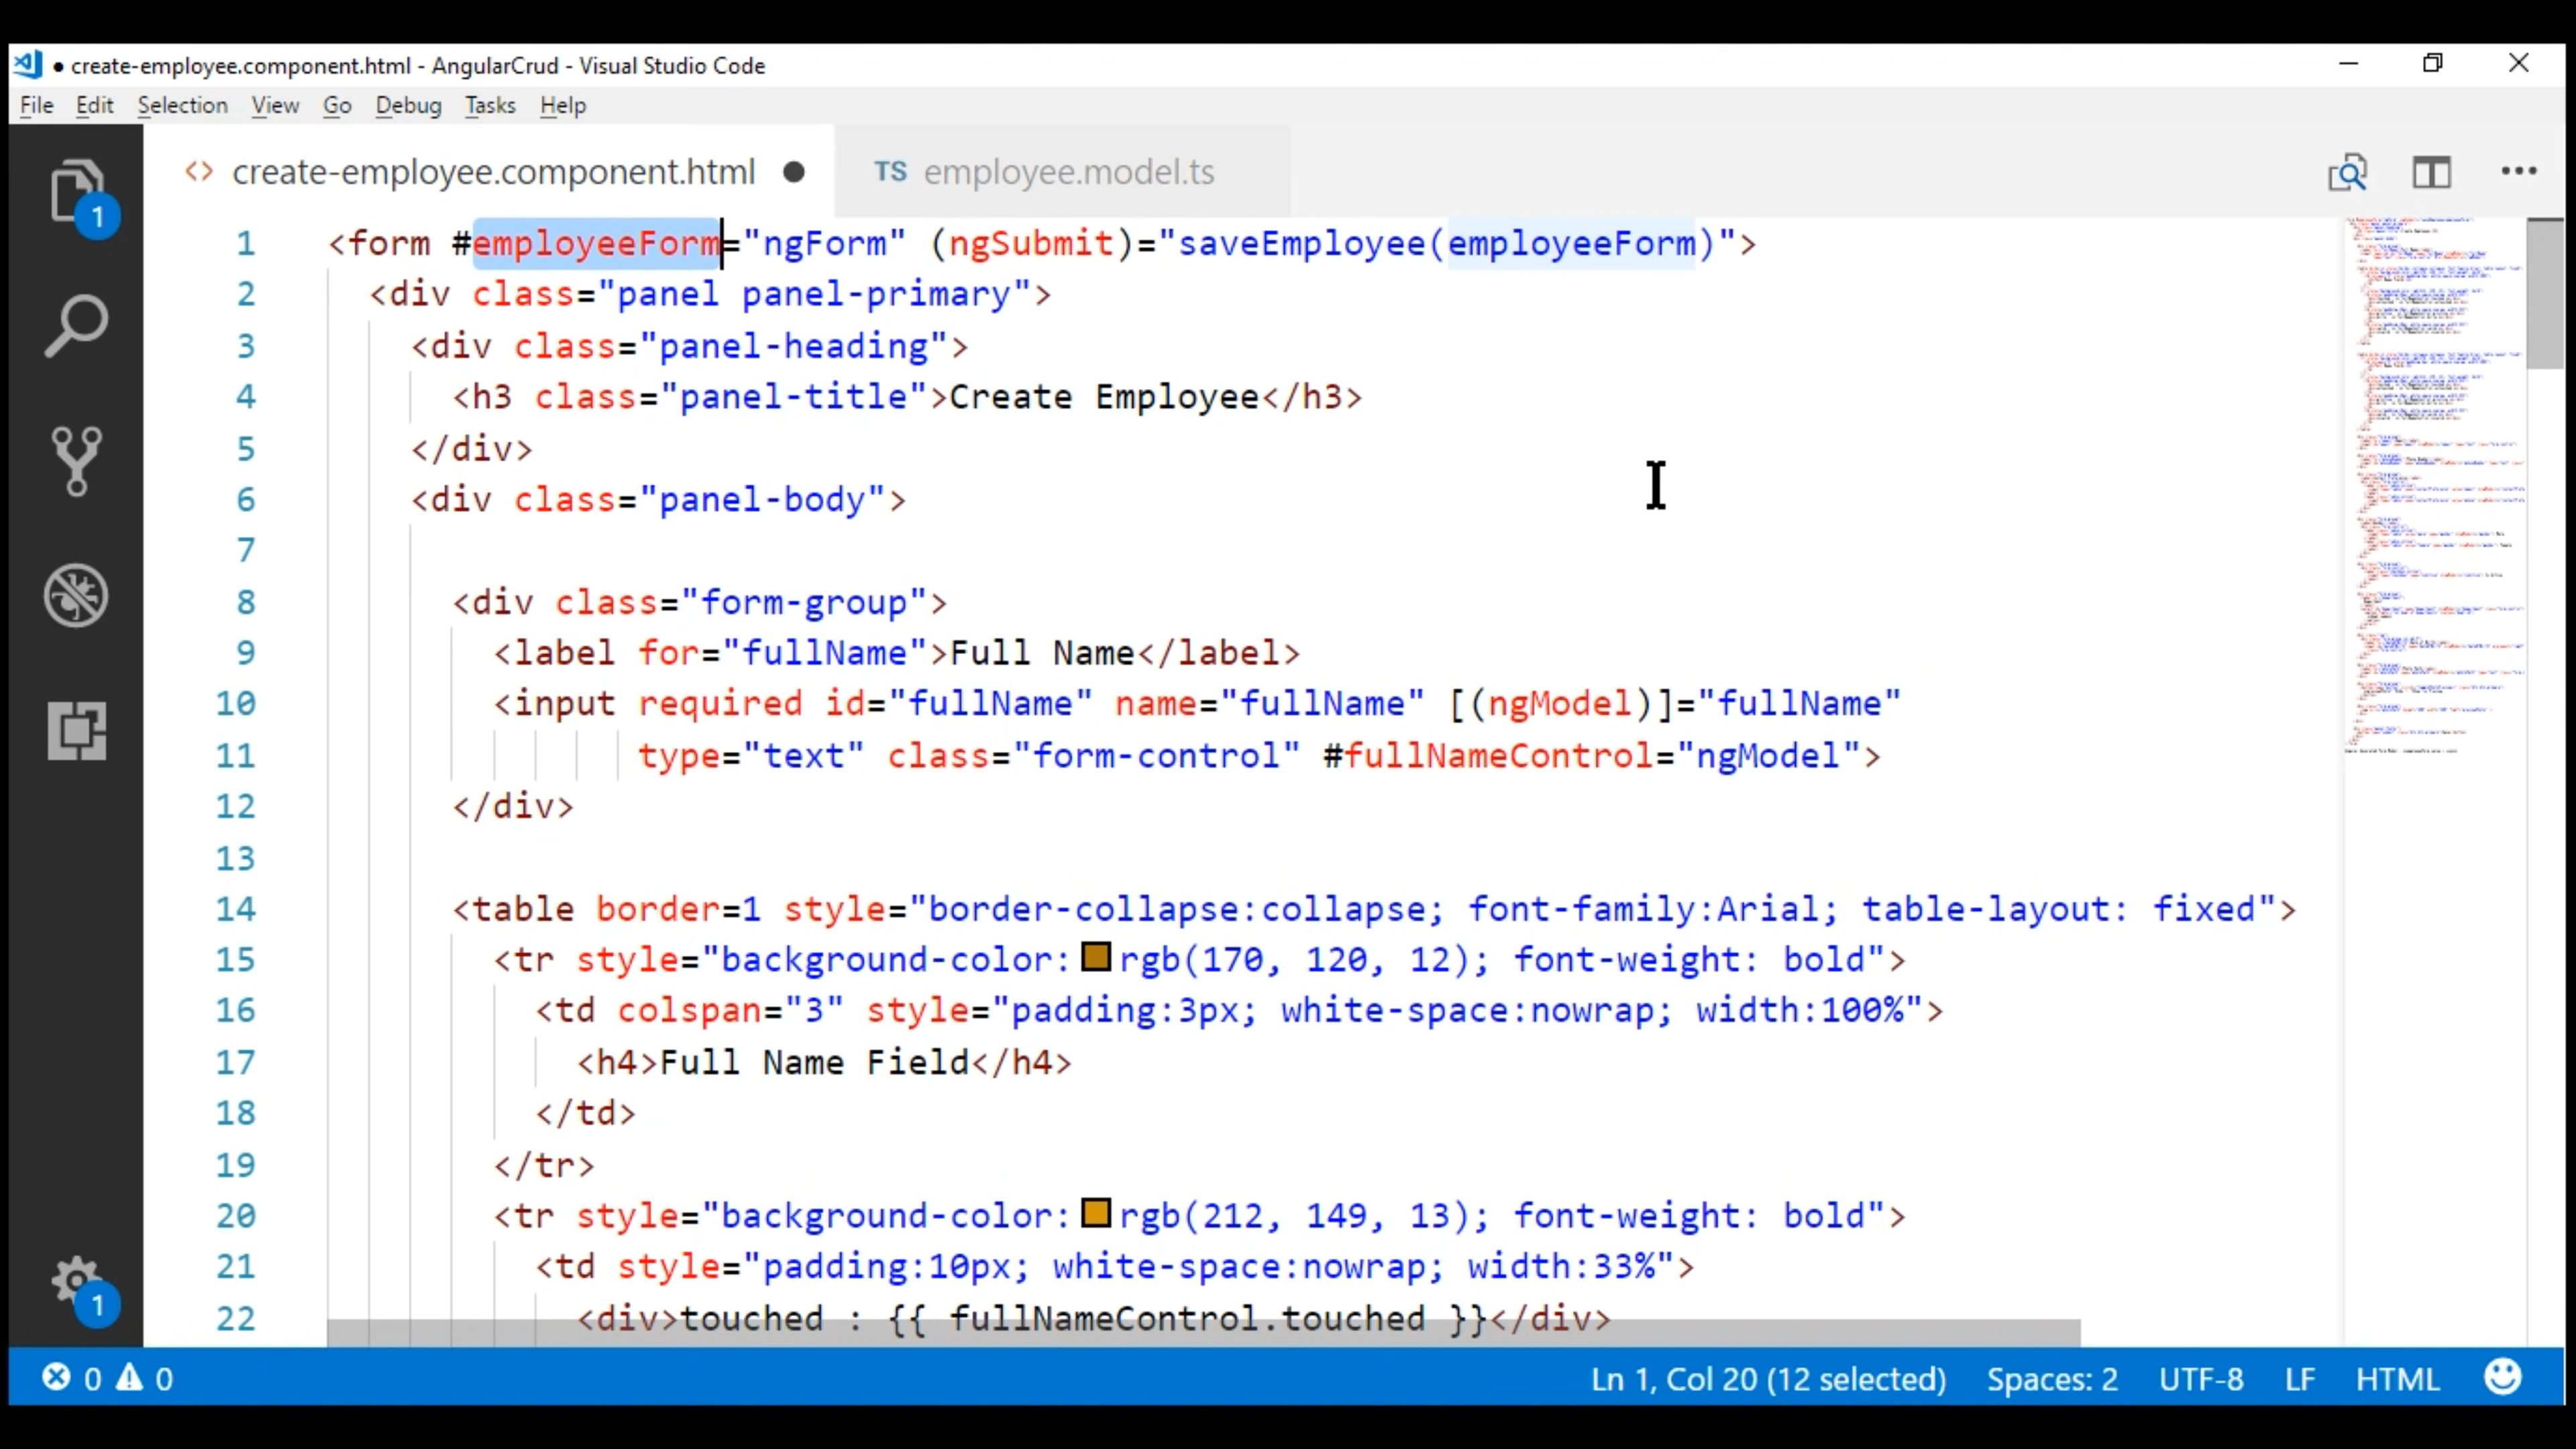 ● create-employee.component.html - AngularCrud - Visual Studio Code
File Edit Selection View Go Debug Tasks Help
<> create-employee.component.html ● TS employee.model.ts
1 <form #employeeForm="ngForm" (ngSubmit)="saveEmployee(employeeForm)">
2 <div class="panel panel-primary">
3 <div class="panel-heading">
4 <h3 class="panel-title">Create Employee</h3>
5 </div>
6 <div class="panel-body">
7
8 <div class="form-group">
9 <label for="fullName">Full Name</label>
10 <input required id="fullName" name="fullName" [(ngModel)]="fullName"
11 type="text" class="form-control" #fullNameControl="ngModel">
12 </div>
13
14 <table border=1 style="border-collapse:collapse; font-family:Arial; table-layout: fixed">
15 <tr style="background-color: rgb(170, 120, 12); font-weight: bold">
16 <td colspan="3" style="padding:3px; white-space:nowrap; width:100%">
17 <h4>Full Name Field</h4>
18 </td>
19 </tr>
20 <tr style="background-color: rgb(212, 149, 13); font-weight: bold">
21 <td style="padding:10px; white-space:nowrap; width:33%">
22 <div>touched : {{ fullNameControl.touched }}</div>
1
1
0 0 Ln 1, Col 20 (12 selected) Spaces: 2 UTF-8 LF HTML